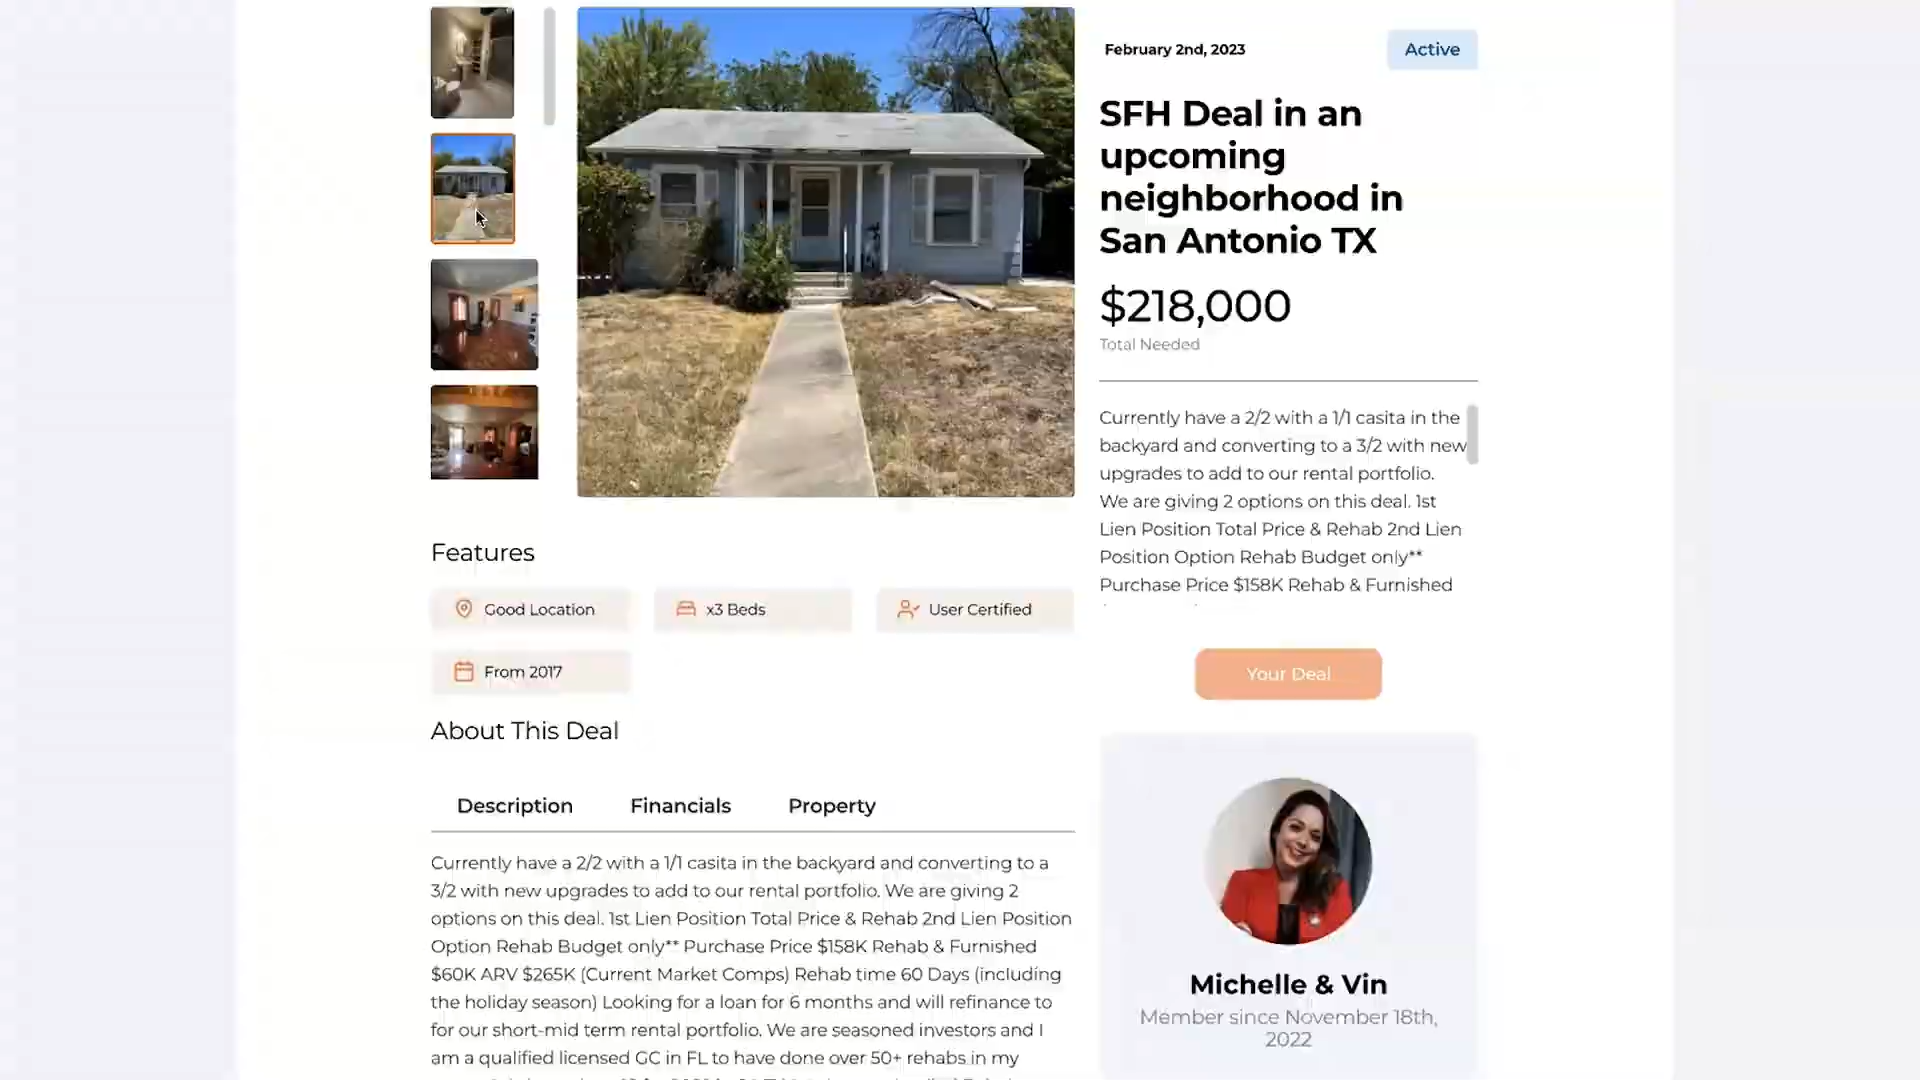 February 2nd, 2023
Active
SFH Deal in an
upcoming
neighborhood in
San Antonio TX
$218,000
Total Needed
Currently have a 2/2 with a 1/1 casita in the
backyard and converting to a 3/2 with new
upgrades to add to our rental portfolio.
We are giving 2 options on this deal. 1st
Lien Position Total Price & Rehab 2nd Lien
Position Option Rehab Budget only**
Purchase Price $158K Rehab & Furnished
Your Deal
Features
Good Location
x3 Beds
User Certified
From 2017
About This Deal
Description
Financials
Property
Currently have a 2/2 with a 1/1 casita in the backyard and converting to a
3/2 with new upgrades to add to our rental portfolio. We are giving 2
options on this deal. 1st Lien Position Total Price & Rehab 2nd Lien Position
Option Rehab Budget only** Purchase Price $158K Rehab & Furnished
$60K ARV $265K (Current Market Comps) Rehab time 60 Days (including
the holiday season) Looking for a loan for 6 months and will refinance to
for our short-mid term rental portfolio. We are seasoned investors and I
am a qualified licensed GC in FL to have done over 50+ rehabs in my
Michelle & Vin
Member since November 18th,
2022